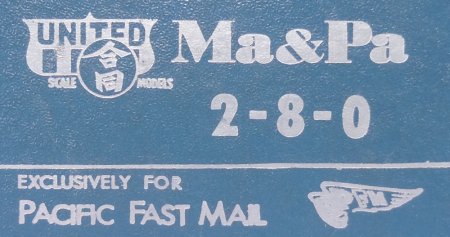 UNITED
合同
SCALE MODELS
Ma&Pa
2-8-0
EXCLUSIVELY FOR
PACIFIC FAST MAIL
PFM